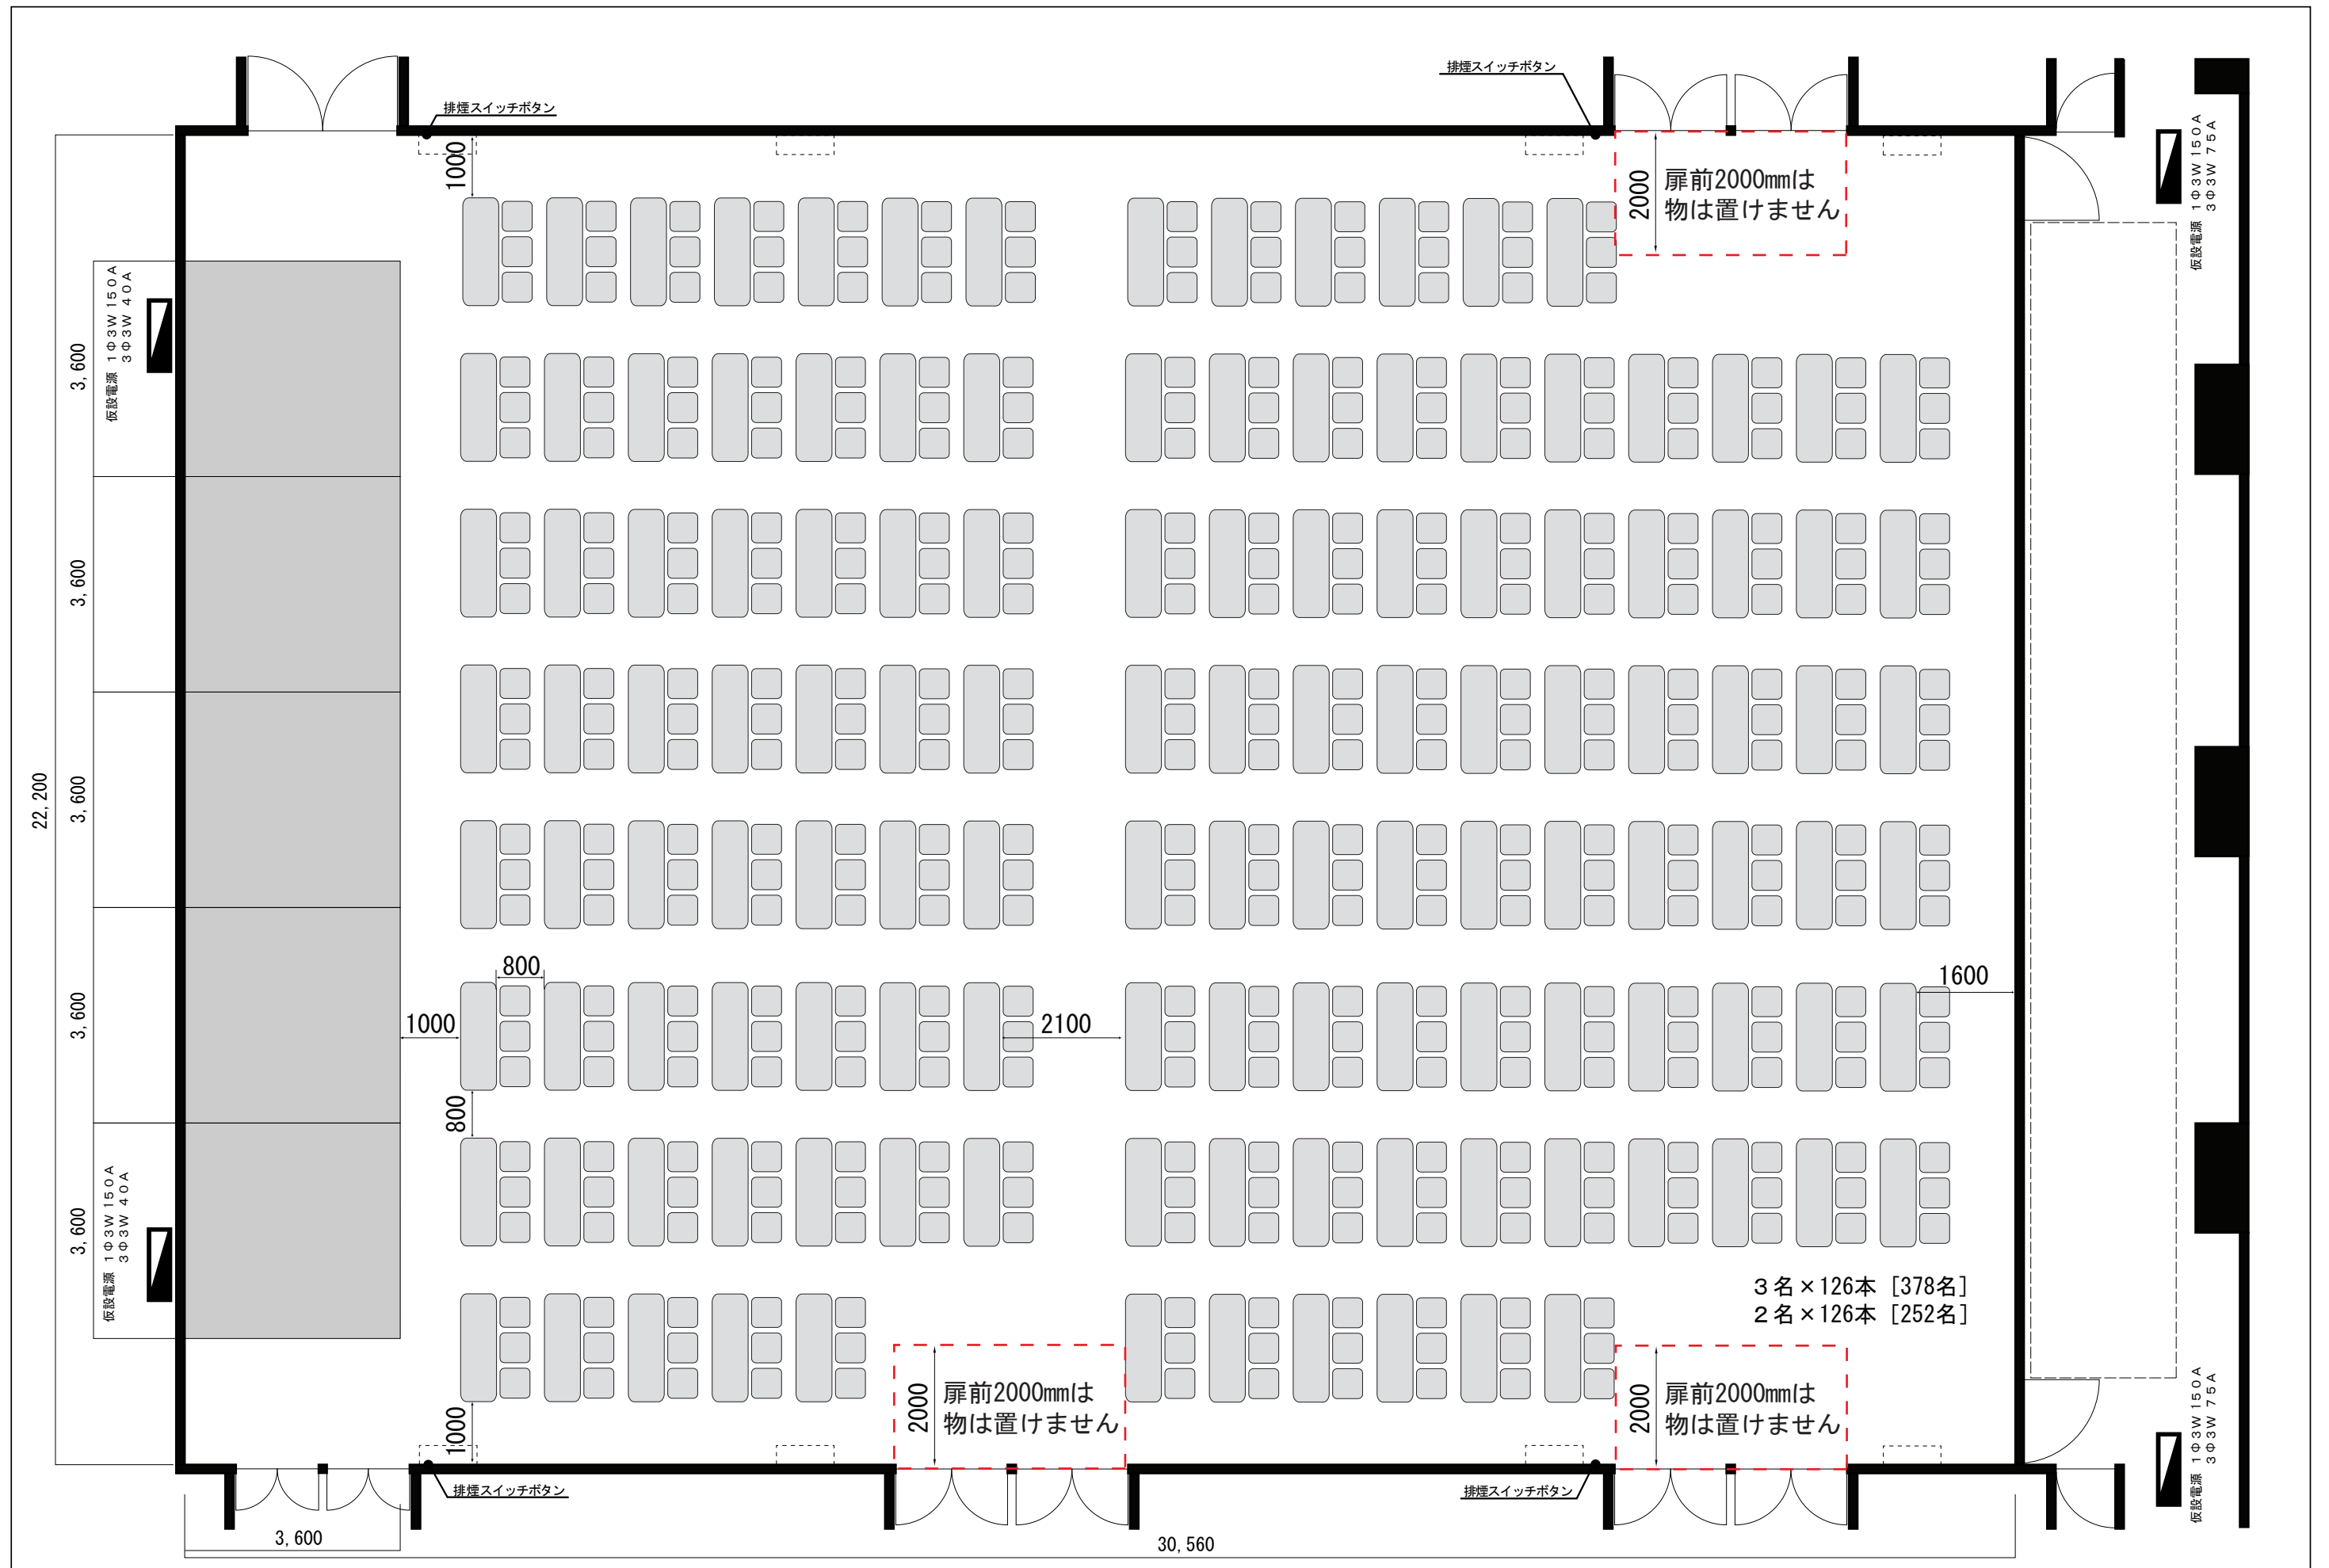 排煙スイッチボタン
排煙スイッチボタン
1000
2000
扉前2000mmは
物は置けません
仮設電源 1Φ3W 150A
3Φ3W 75A
仮設電源 1Φ3W 150A
3Φ3W 40A
3,600
3,600
3,600
3,600
3,600
22,200
800
1000
2100
1600
800
仮設電源 1Φ3W 150A
3Φ3W 40A
3名×126本 [378名]
2名×126本 [252名]
1000
2000
扉前2000mmは
物は置けません
2000
扉前2000mmは
物は置けません
仮設電源 1Φ3W 150A
3Φ3W 75A
排煙スイッチボタン
排煙スイッチボタン
3,600
30,560